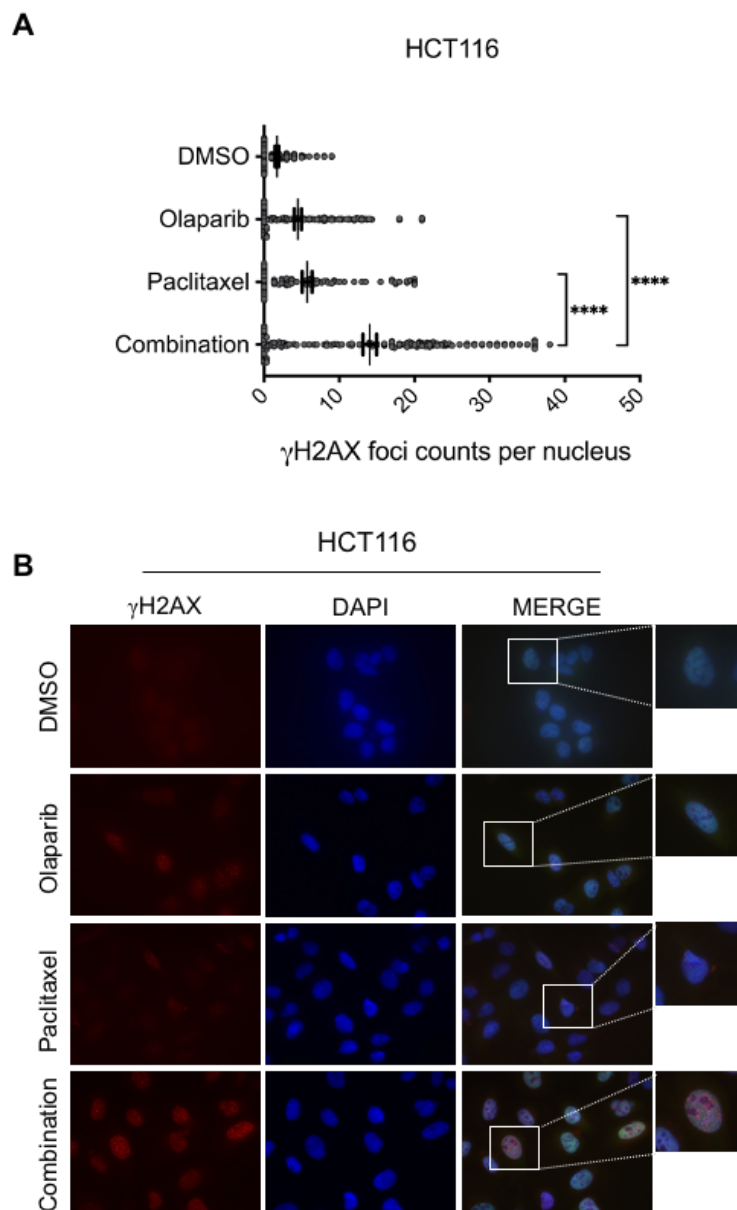 A
HCT116
DMSO
Olaparib
Paclitaxel
Combination
****
****
0
10
20
30
40
50
γH2AX foci counts per nucleus
B
HCT116
γH2AX
DAPI
MERGE
DMSO
Olaparib
Paclitaxel
Combination